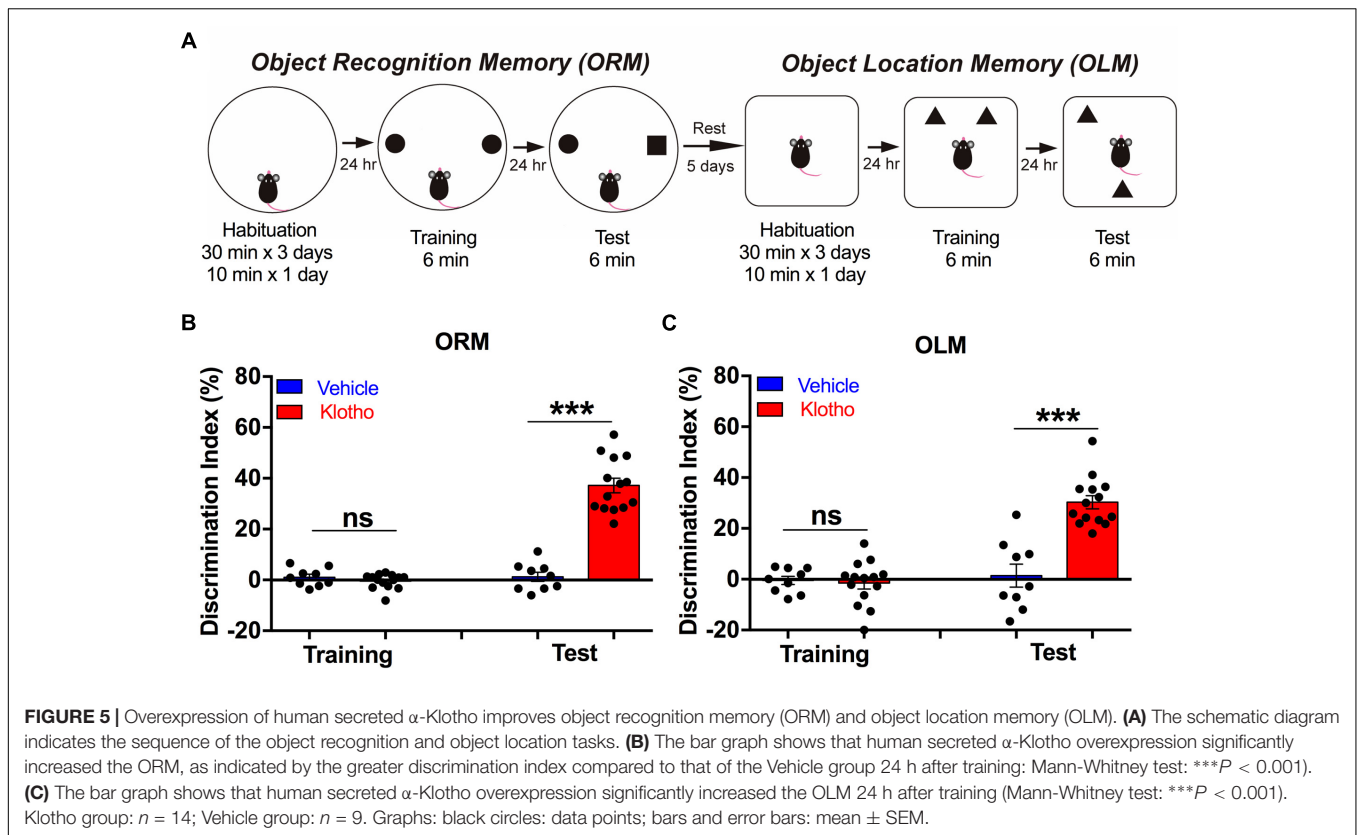 A
Object Recognition Memory (ORM)
Object Location Memory (OLM)
24 hr
24 hr
Rest
5 days
24 hr
24 hr
Habituation
30 min x 3 days
10 min x 1 day
Training
6 min
Test
6 min
Habituation
30 min x 3 days
10 min x 1 day
Training
6 min
Test
6 min
B
ORM
Discrimination Index (%)
80
60
40
20
0
-20
Vehicle
Klotho
ns
***
Training
Test
C
OLM
Discrimination Index (%)
80
60
40
20
0
-20
Vehicle
Klotho
ns
***
Training
Test
FIGURE 5 | Overexpression of human secreted α-Klotho improves object recognition memory (ORM) and object location memory (OLM). (A) The schematic diagram
indicates the sequence of the object recognition and object location tasks. (B) The bar graph shows that human secreted α-Klotho overexpression significantly
increased the ORM, as indicated by the greater discrimination index compared to that of the Vehicle group 24 h after training: Mann-Whitney test: ***P < 0.001).
(C) The bar graph shows that human secreted α-Klotho overexpression significantly increased the OLM 24 h after training (Mann-Whitney test: ***P < 0.001).
Klotho group: n = 14; Vehicle group: n = 9. Graphs: black circles: data points; bars and error bars: mean ± SEM.